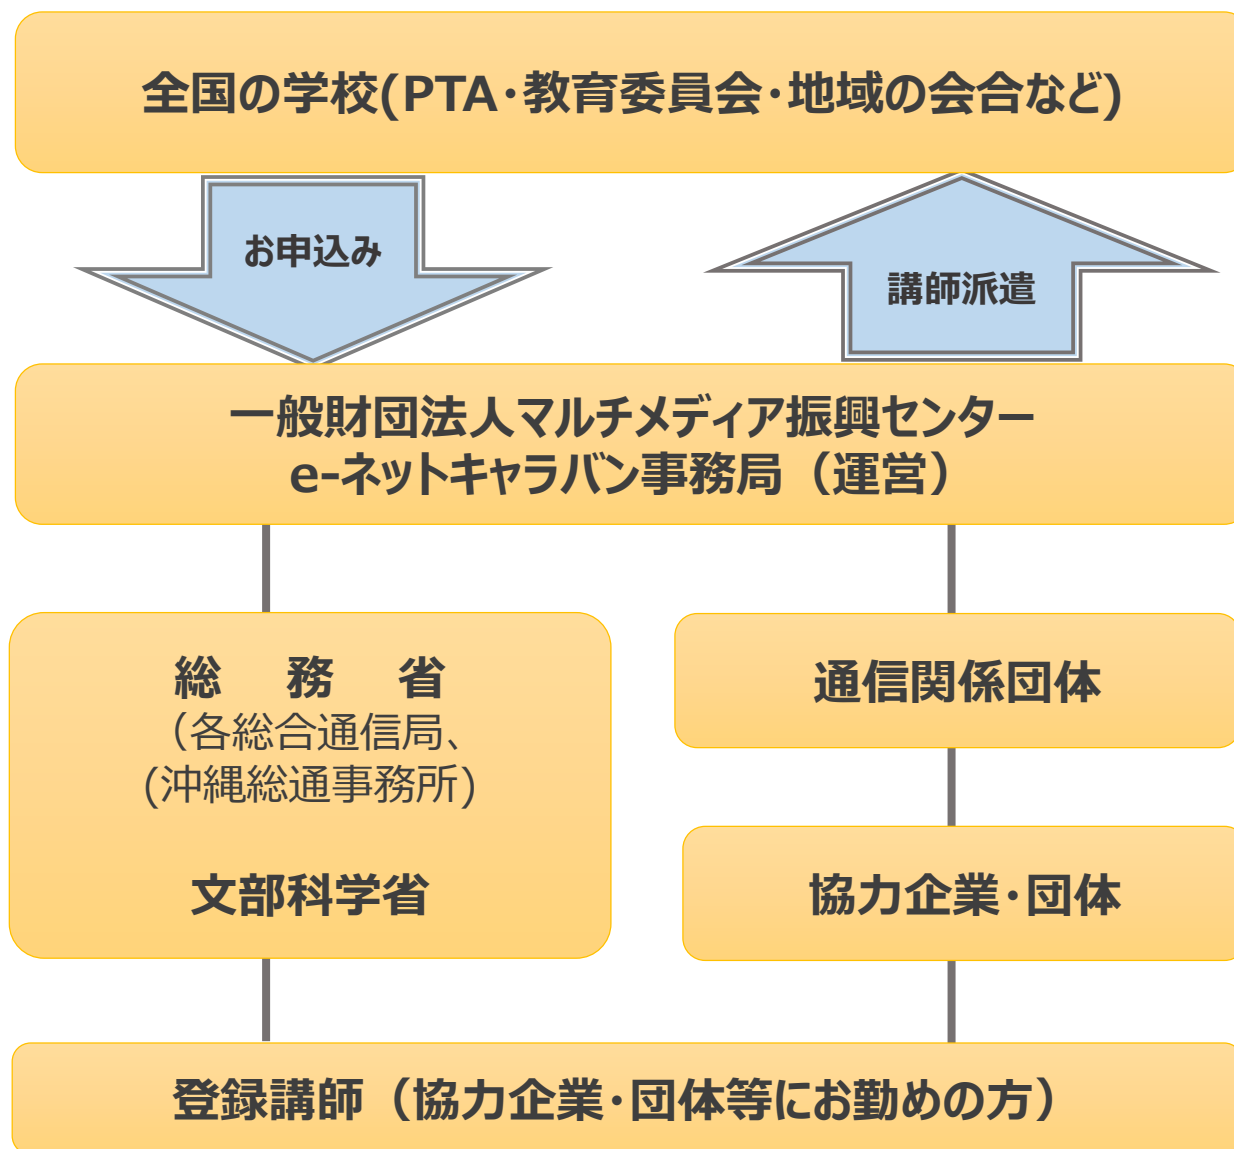 全国の学校(PTA・教育委員会・地域の会合など)
お申込み
講師派遣
一般財団法人マルチメディア振興センター
e-ネットキャラバン事務局（運営）
総　務　省
（各総合通信局、
(沖縄総通事務所)
文部科学省
通信関係団体
協力企業・団体
登録講師（協力企業・団体等にお勤めの方）